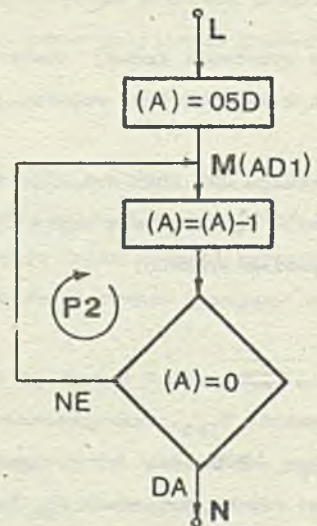 L
(A) = 05D
M(AD1)
(A)=(A)-1
P2
(A)=0
NE
DA
N